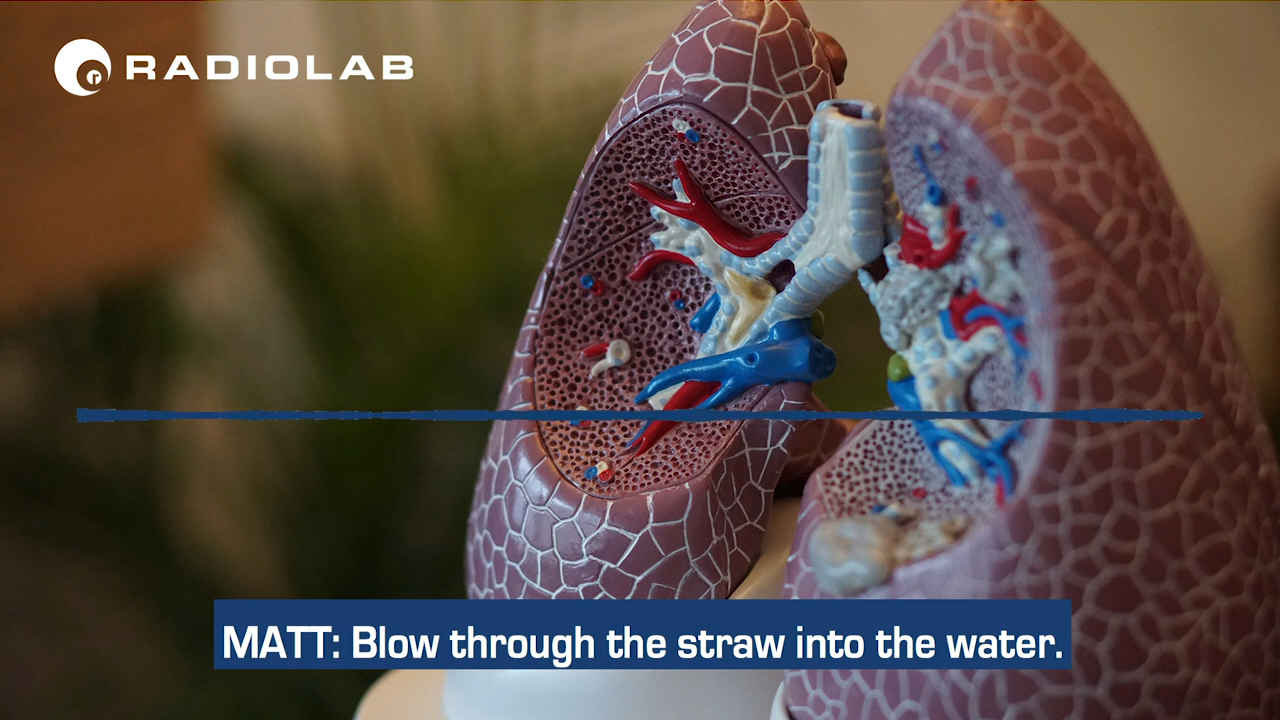 RADIOLAB
MATT: Blow through the straw into the water.